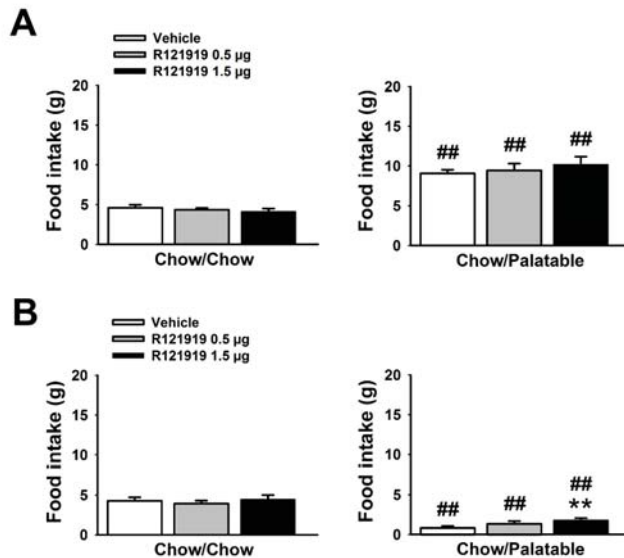 A
Vehicle
R121919 0.5 µg
R121919 1.5 µg
Food intake (g)
20
15
10
5
0
Chow/Chow
Food intake (g)
20
15
10
5
0
## ## ##
Chow/Palatable
B
Vehicle
R121919 0.5 µg
R121919 1.5 µg
Food intake (g)
20
15
10
5
0
Chow/Chow
Food intake (g)
20
15
10
5
0
## ## ##
**
Chow/Palatable